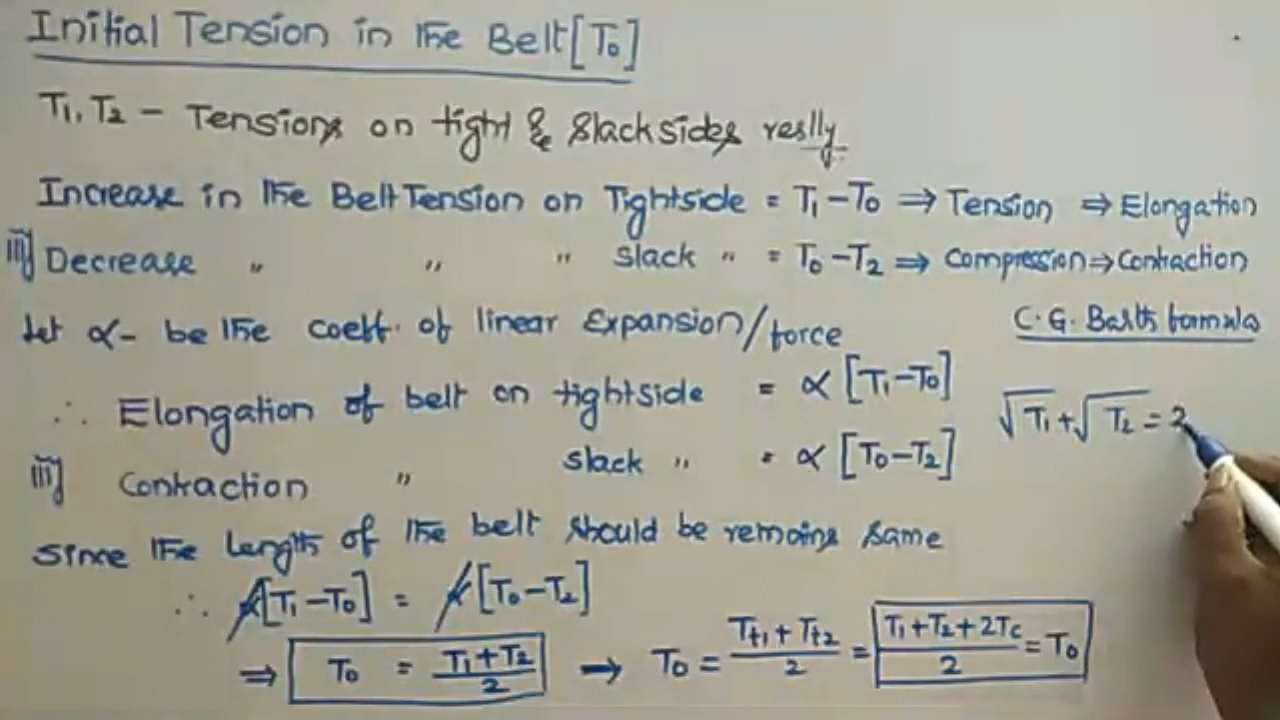 Initial Tension in the Belt [T₀]
T₁, T₂ - Tensions on tight & Slack sides reslly
Increase in the Belt Tension on Tightside = T₁ - T₀ ⇒ Tension ⇒ Elongation
|||ly Decrease " " " Slack " = T₀ - T₂ ⇒ Compression ⇒ Contraction
let α - be the coeff. of linear Expansion/force
C.G. Barth formula
∴ Elongation of belt on tightside = α [T₁ - T₀]
√T₁ + √T₂ = 2
|||ly Contraction " slack " = α [T₀ - T₂]
Since the length of the belt should be remains same
∴ α[T₁ - T₀] = α[T₀ - T₂]
⇒ T₀ = (T₁ + T₂)/2 → T₀ = (Tt₁ + Tt₂)/2 = (T₁ + T₂ + 2Tc)/2 = T₀